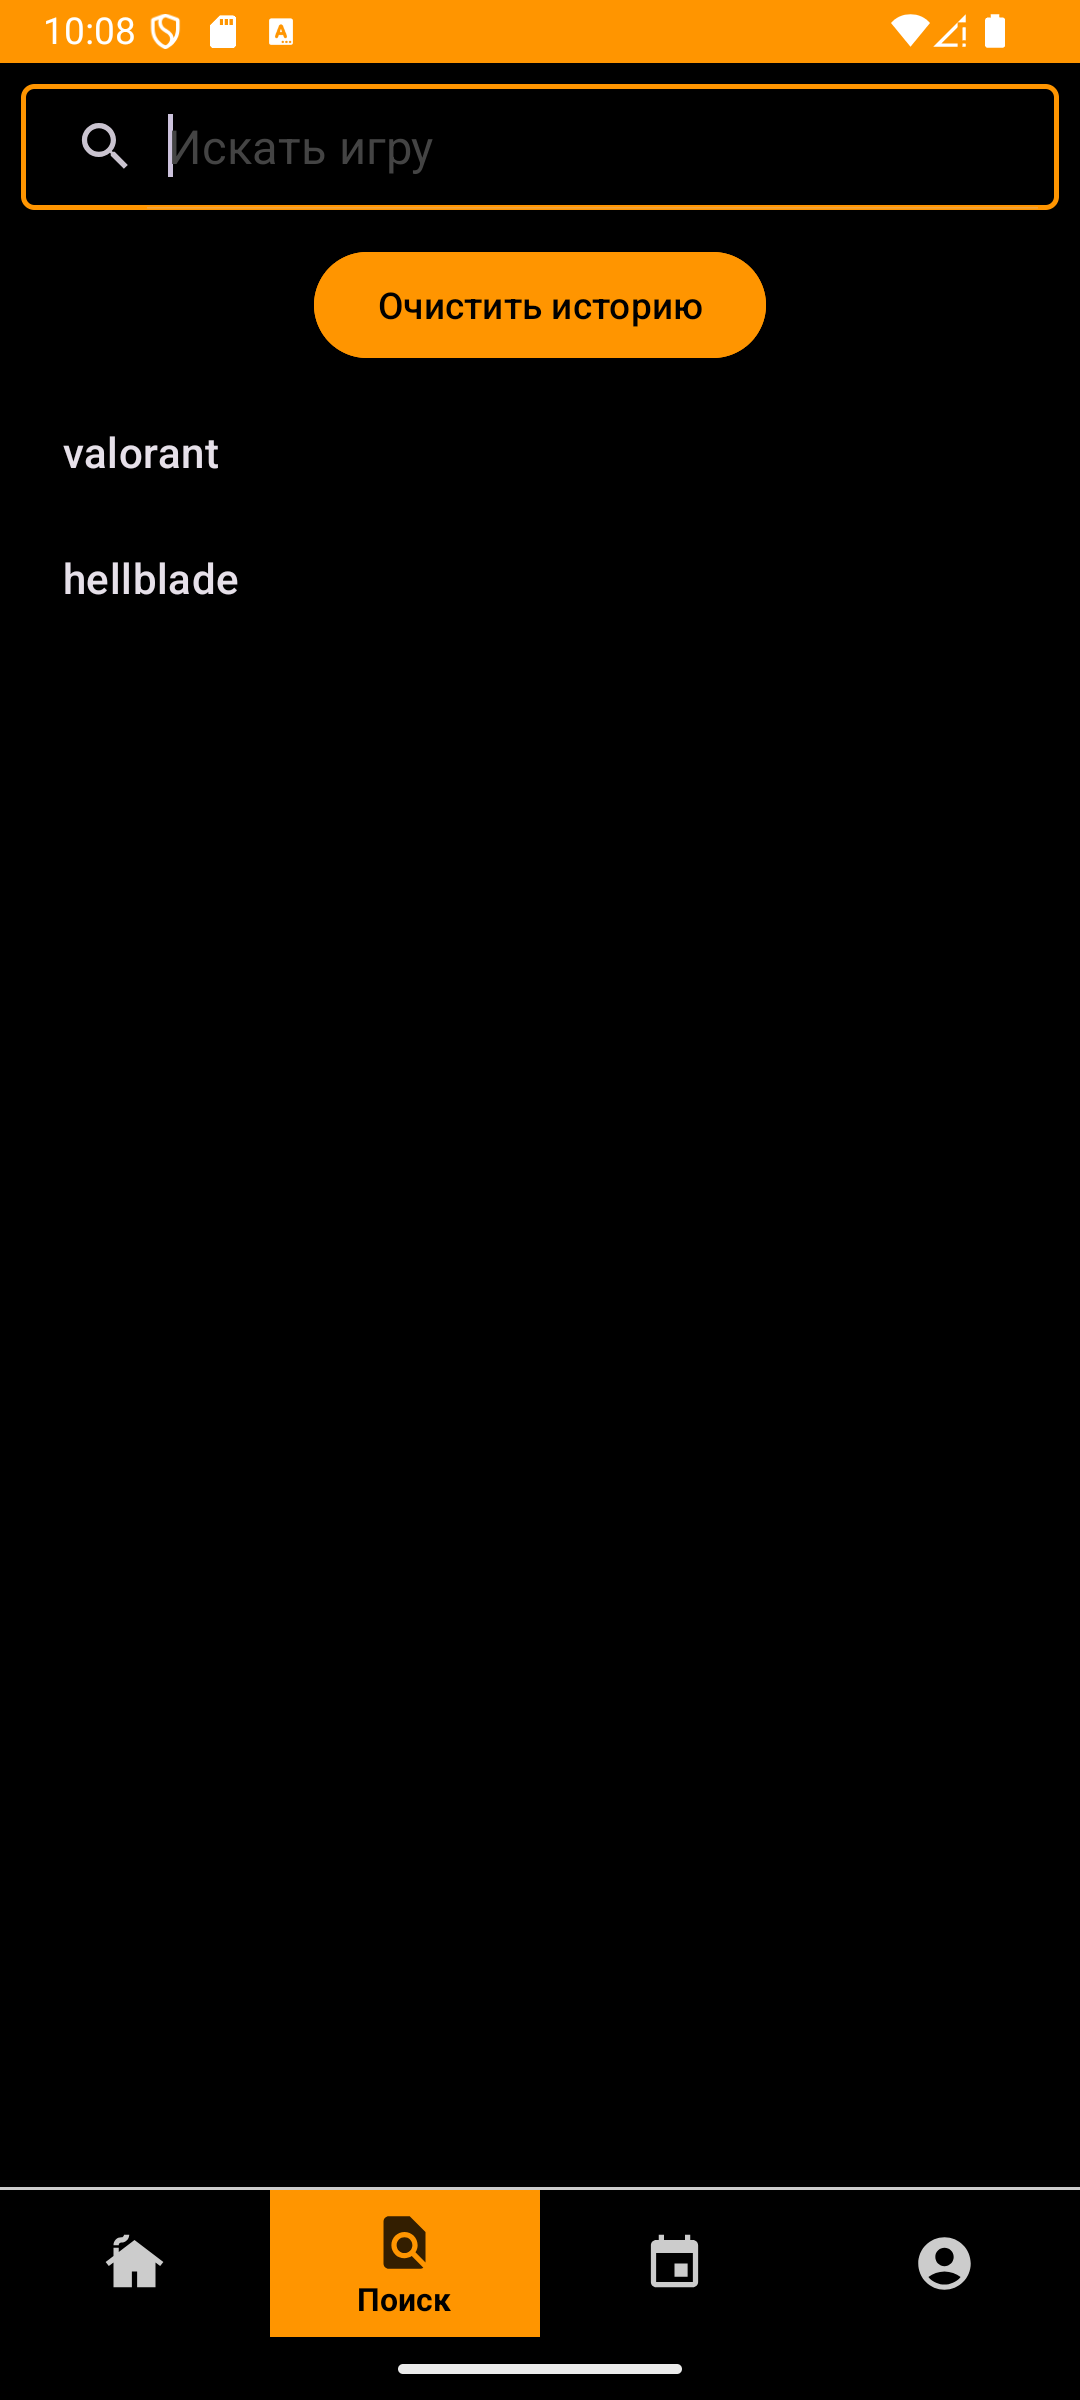 10:08
Искать игру
Очистить историю
valorant
hellblade
Поиск